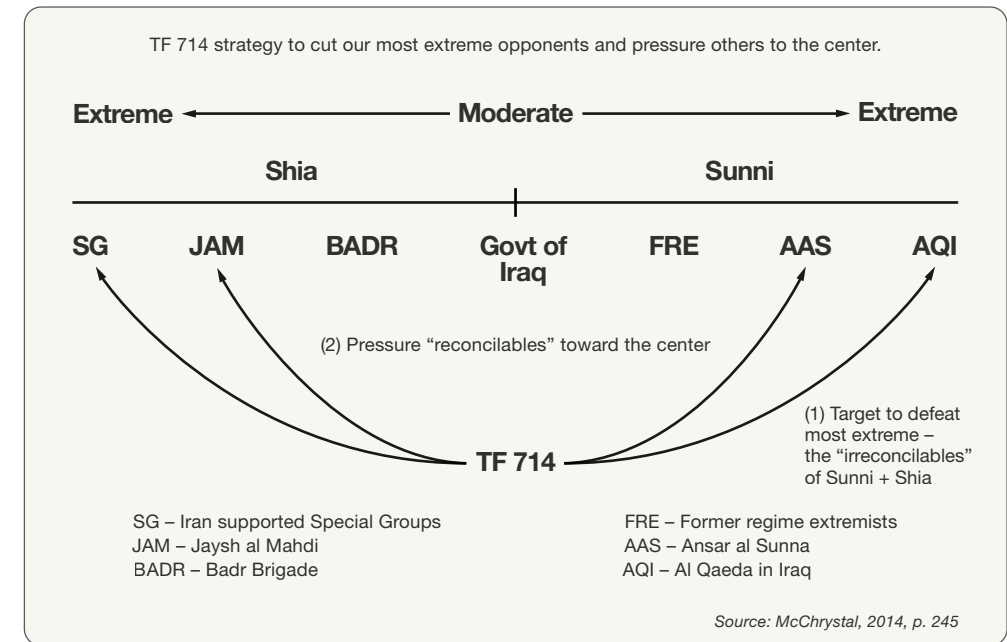 TF 714 strategy to cut our most extreme opponents and pressure others to the center.
Extreme Moderate Extreme
Shia Sunni
SG JAM BADR Govt of FRE AAS AQI
Iraq
(2) Pressure “reconcilables” toward the center
(1) Target to defeat
most extreme –
the “irreconcilables”
of Sunni + Shia
TF 714
SG – Iran supported Special Groups
JAM – Jaysh al Mahdi
BADR – Badr Brigade
FRE – Former regime extremists
AAS – Ansar al Sunna
AQI – Al Qaeda in Iraq
Source: McChrystal, 2014, p. 245